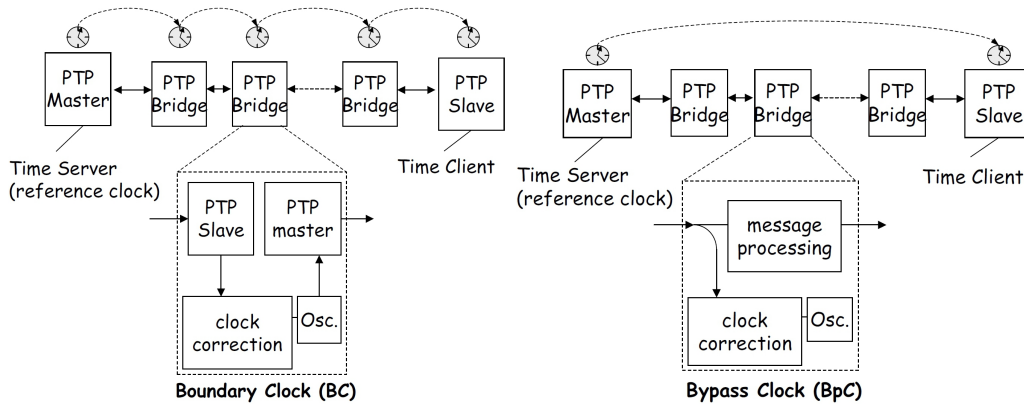 PTP
Master
PTP
Bridge
PTP
Bridge
PTP
Bridge
PTP
Slave
Time Server
(reference clock)
Time Client
PTP
Slave
PTP
master
clock
correction
Osc.
Boundary Clock (BC)
PTP
Master
PTP
Bridge
PTP
Bridge
PTP
Bridge
PTP
Slave
Time Server
(reference clock)
Time Client
message
processing
clock
correction
Osc.
Bypass Clock (BpC)